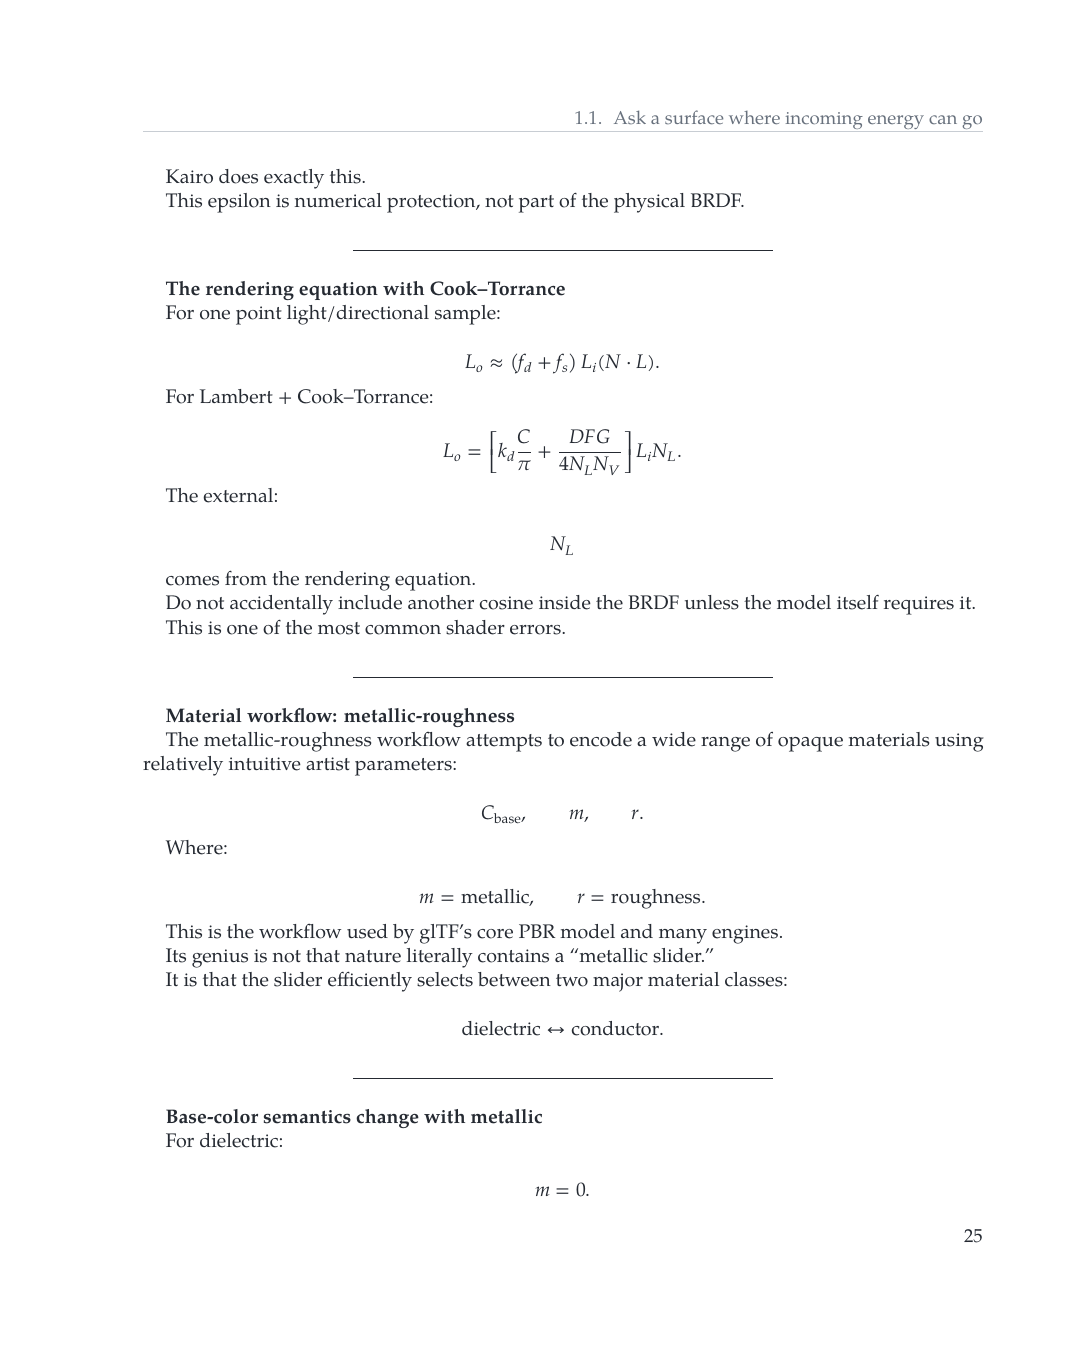 1.1. Ask a surface where incoming energy can go
Kairo does exactly this.
This epsilon is numerical protection, not part of the physical BRDF.
The rendering equation with Cook–Torrance
For one point light/directional sample:
L_o ≈ (f_d + f_s) L_i(N · L).
For Lambert + Cook–Torrance:
L_o = [k_d C/π + DFG/4N_L N_V] L_i N_L.
The external:
N_L
comes from the rendering equation.
Do not accidentally include another cosine inside the BRDF unless the model itself requires it.
This is one of the most common shader errors.
Material workflow: metallic-roughness
The metallic-roughness workflow attempts to encode a wide range of opaque materials using
relatively intuitive artist parameters:
C_base, m, r.
Where:
m = metallic, r = roughness.
This is the workflow used by glTF’s core PBR model and many engines.
Its genius is not that nature literally contains a “metallic slider.”
It is that the slider efficiently selects between two major material classes:
dielectric ↔ conductor.
Base-color semantics change with metallic
For dielectric:
m = 0.
25